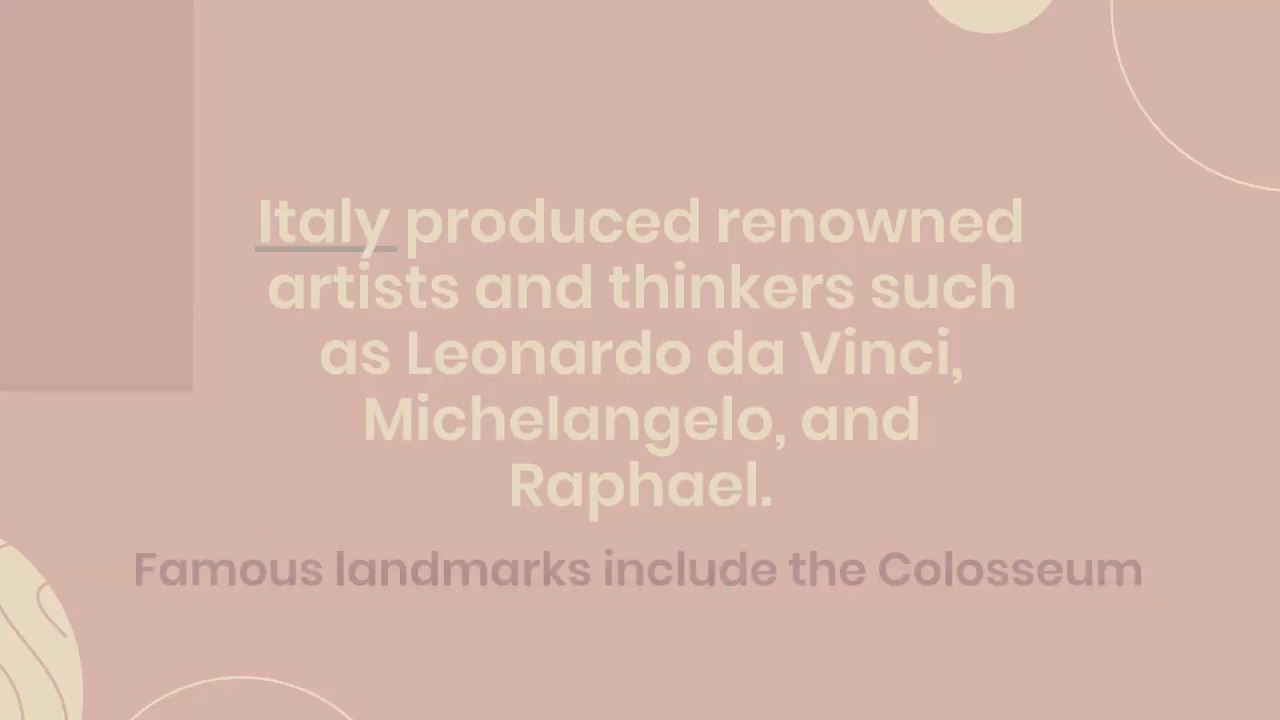 Italy produced renowned
artists and thinkers such
as Leonardo da Vinci,
Michelangelo, and
Raphael.
Famous landmarks include the Colosseum